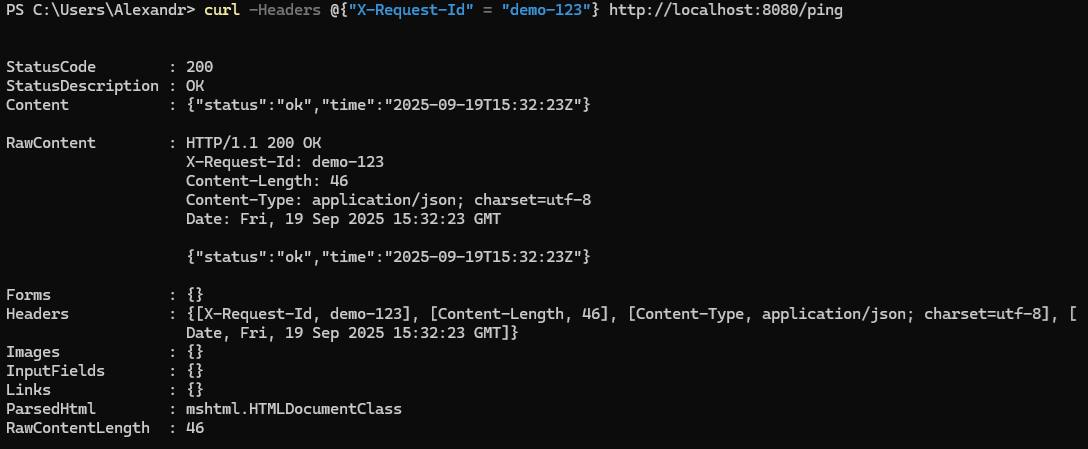 PS C:\Users\Alexandr> curl -Headers @{"X-Request-Id" = "demo-123"} http://localhost:8080/ping
StatusCode        : 200
StatusDescription : OK
Content           : {"status":"ok","time":"2025-09-19T15:32:23Z"}
RawContent        : HTTP/1.1 200 OK
                    X-Request-Id: demo-123
                    Content-Length: 46
                    Content-Type: application/json; charset=utf-8
                    Date: Fri, 19 Sep 2025 15:32:23 GMT
                    {"status":"ok","time":"2025-09-19T15:32:23Z"}
Forms             : {}
Headers           : {[X-Request-Id, demo-123], [Content-Length, 46], [Content-Type, application/json; charset=utf-8], [
                    Date, Fri, 19 Sep 2025 15:32:23 GMT]}
Images            : {}
InputFields       : {}
Links             : {}
ParsedHtml        : mshtml.HTMLDocumentClass
RawContentLength  : 46